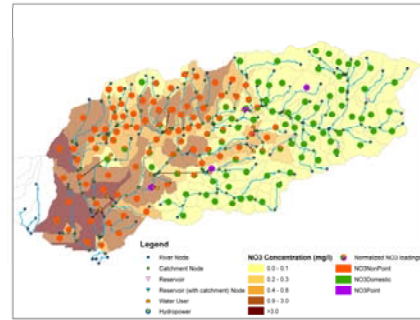 Legend
River Node
Catchment Node
Reservoir
Reservoir (with catchment) Node
Water User
Hydropower
NO3 Concentration (mg/l)
0.0 - 0.1
0.2 - 0.3
0.4 - 0.8
0.9 - 3.0
>3.0
Normalized NO3 loadings
NO3NonPoint
NO3Domestic
NO3Point